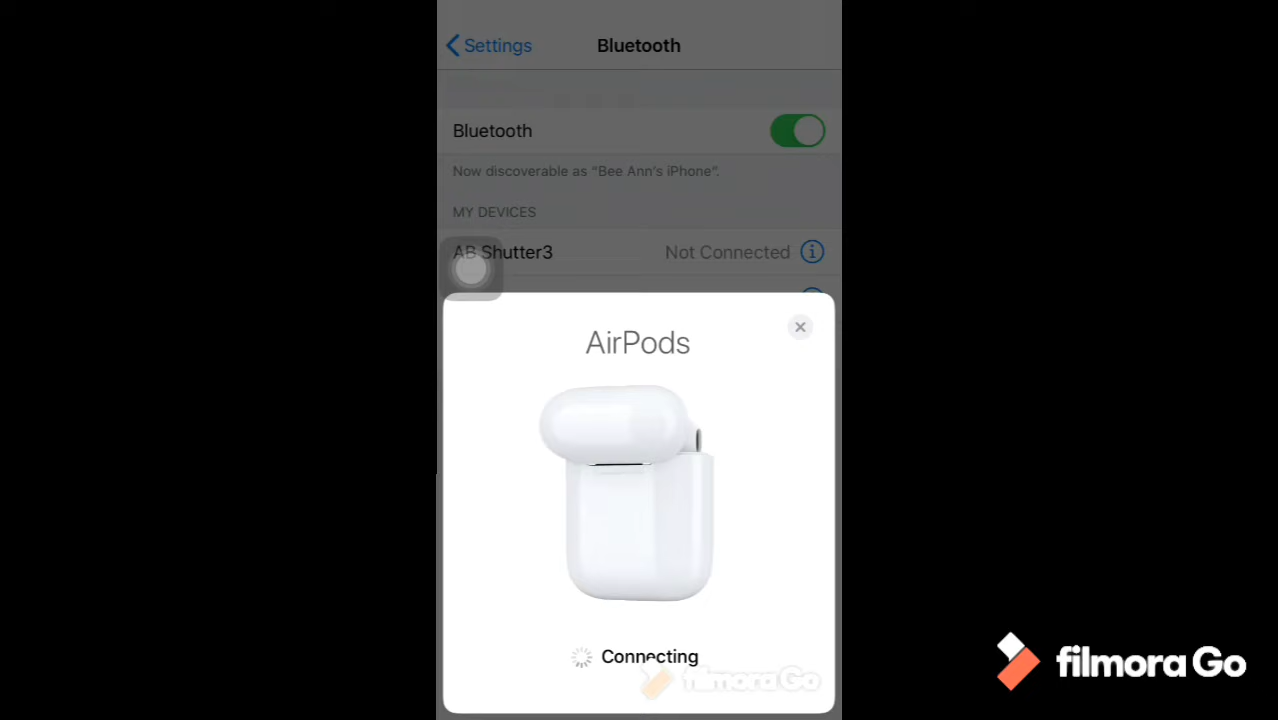 Settings
Bluetooth
Bluetooth
Now discoverable as “Bee Ann’s iPhone”.
MY DEVICES
AB Shutter3
Not Connected
AirPods
Connecting
filmora Go
filmora Go